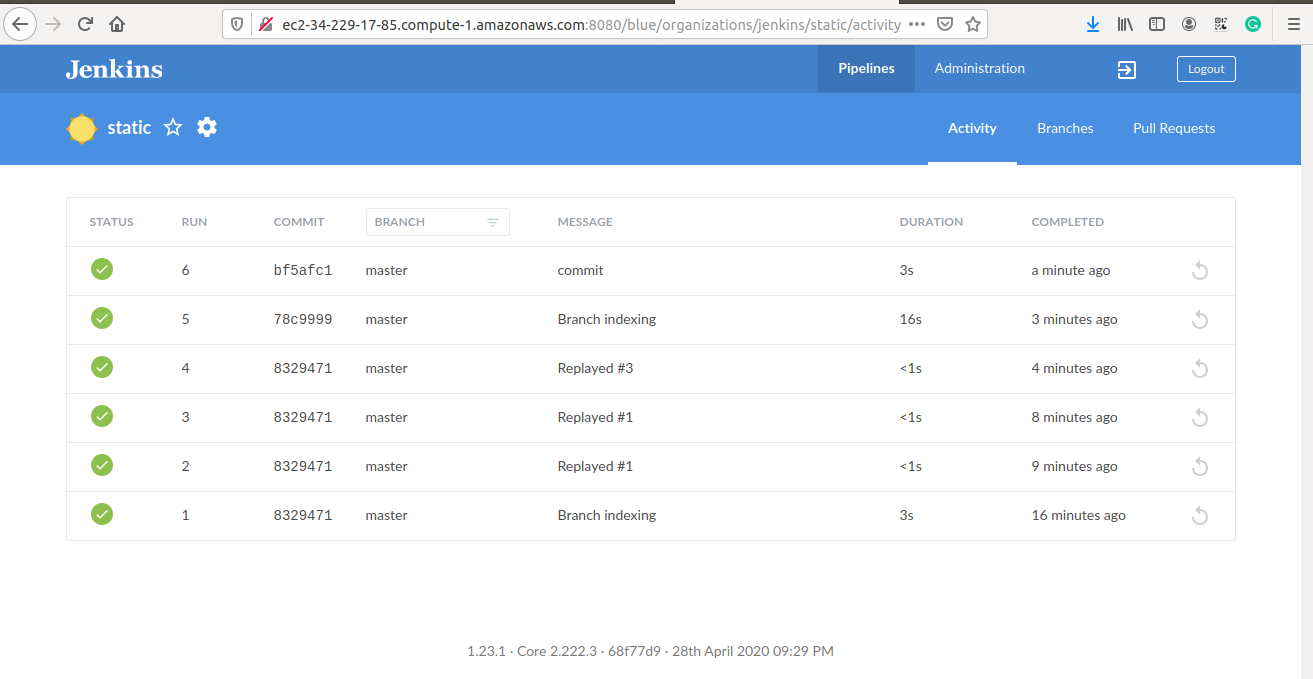 ec2-34-229-17-85.compute-1.amazonaws.com:8080/blue/organizations/jenkins/static/activity
Jenkins Pipelines Administration Logout
static Activity Branches Pull Requests
STATUS RUN COMMIT BRANCH MESSAGE DURATION COMPLETED
6 bf5afc1 master commit 3s a minute ago
5 78c9999 master Branch indexing 16s 3 minutes ago
4 8329471 master Replayed #3 <1s 4 minutes ago
3 8329471 master Replayed #1 <1s 8 minutes ago
2 8329471 master Replayed #1 <1s 9 minutes ago
1 8329471 master Branch indexing 3s 16 minutes ago
1.23.1 · Core 2.222.3 · 68f77d9 · 28th April 2020 09:29 PM